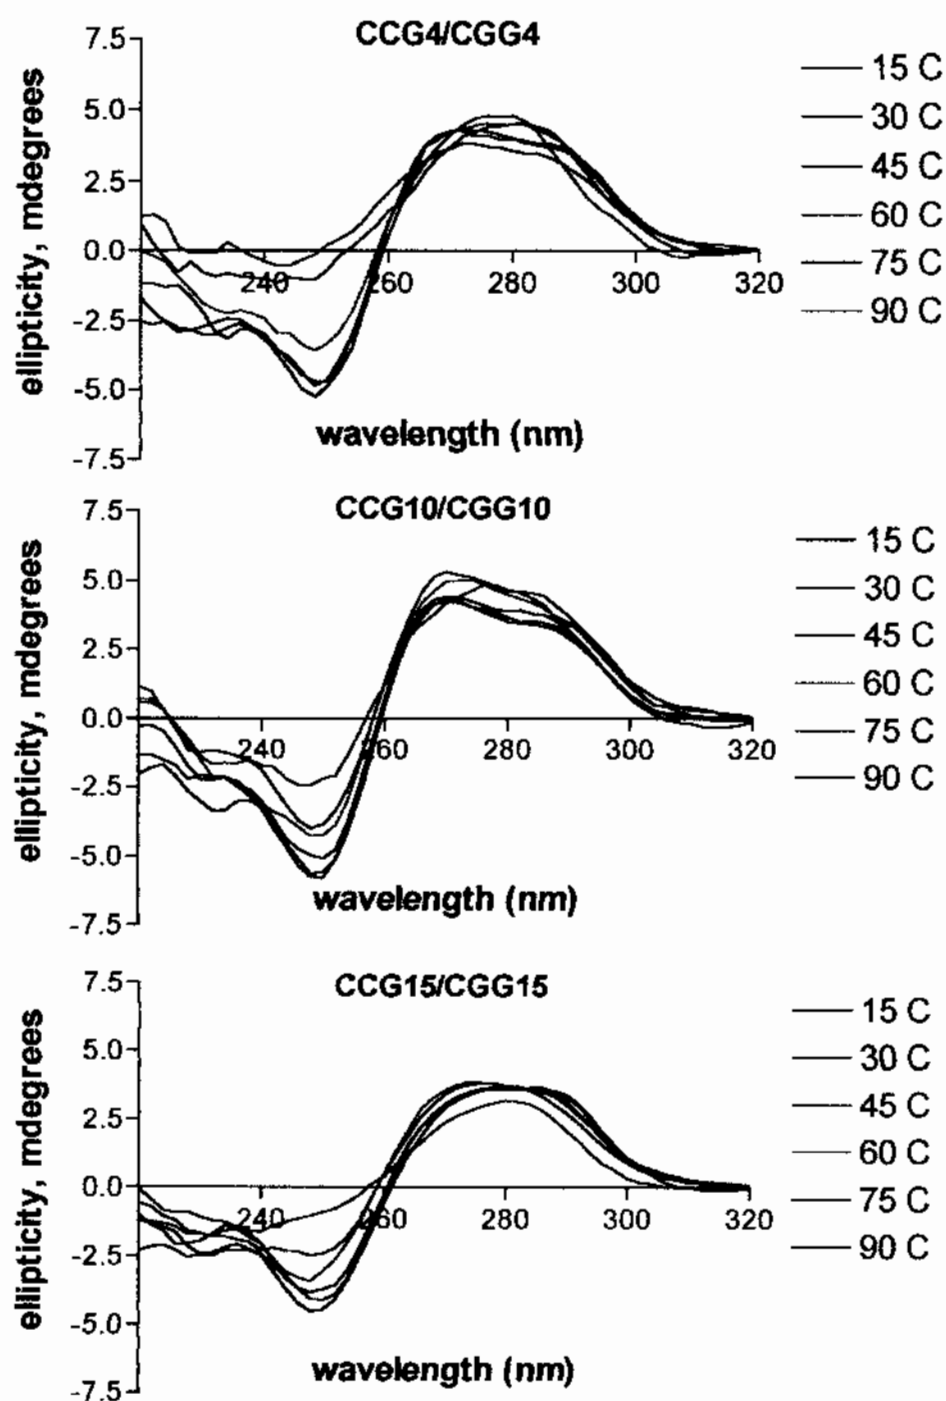 CCG4/CGG4
ellipticity, mdegrees
7.5
5.0
2.5
0.0
-2.5
-5.0
-7.5
240
260
280
300
320
wavelength (nm)
15 C
30 C
45 C
60 C
75 C
90 C
CCG10/CGG10
ellipticity, mdegrees
7.5
5.0
2.5
0.0
-2.5
-5.0
-7.5
240
260
280
300
320
wavelength (nm)
15 C
30 C
45 C
60 C
75 C
90 C
CCG15/CGG15
ellipticity, mdegrees
7.5
5.0
2.5
0.0
-2.5
-5.0
-7.5
240
260
280
300
320
wavelength (nm)
15 C
30 C
45 C
60 C
75 C
90 C